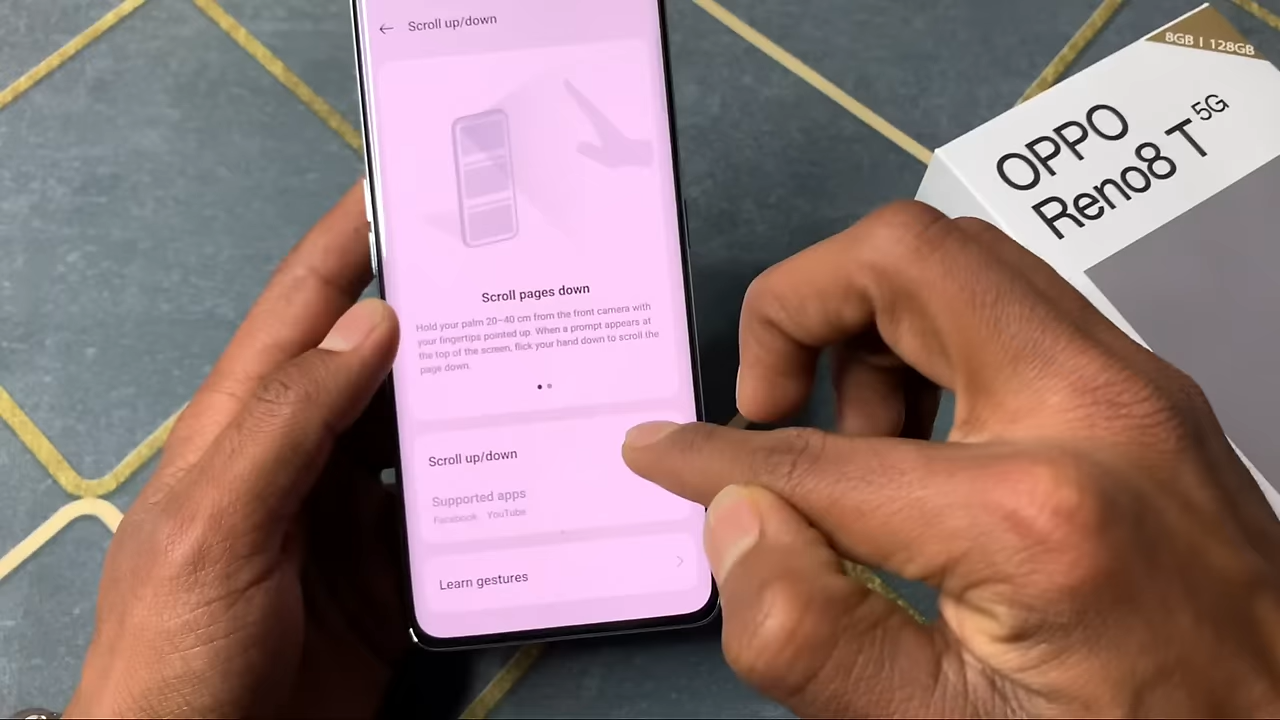 Scroll up/down
Scroll pages down
Hold your palm 20–40 cm from the front camera with
your fingertips pointed up. When a prompt appears at
the top of the screen, flick your hand down to scroll the
page down.
Scroll up/down
Supported apps
Facebook YouTube
Learn gestures
8GB | 128GB
OPPO
Reno8 T 5G